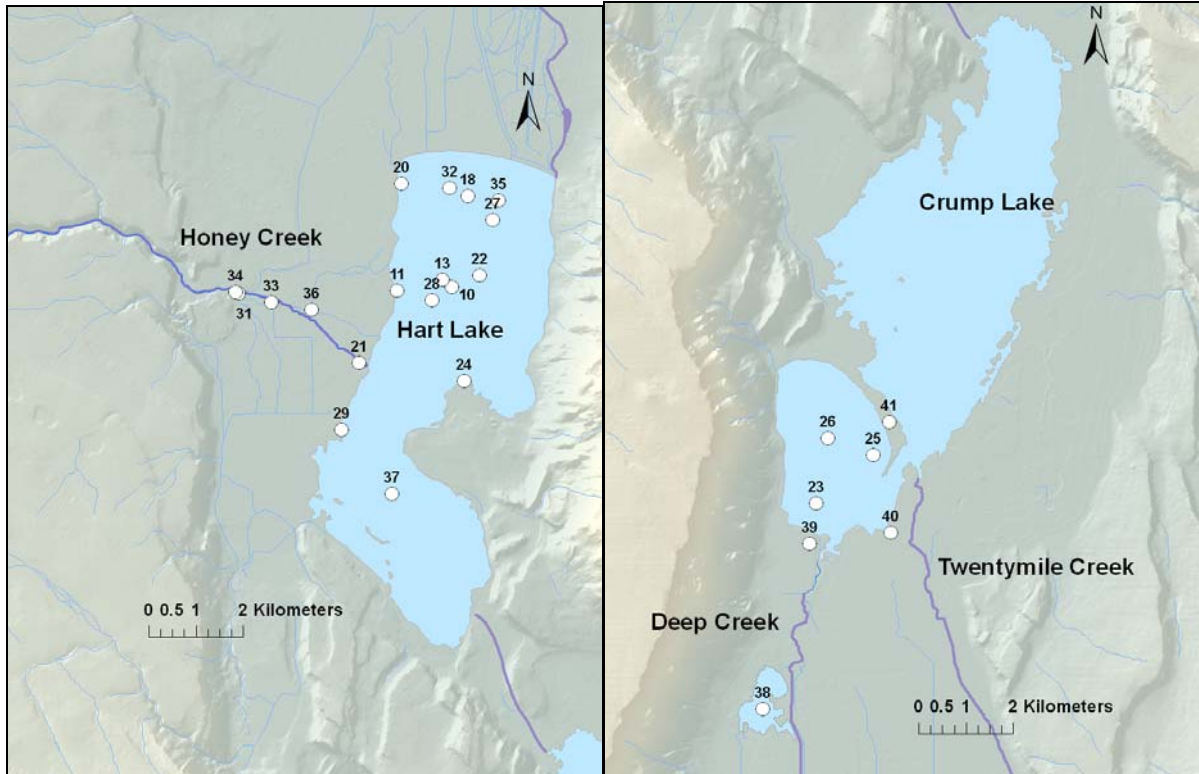 N
20
32
18
35
27
Honey Creek
34
31
33
36
11
13
22
28
10
Hart Lake
21
24
29
37
0 0.5 1 2 Kilometers
N
Crump Lake
41
26
25
23
39
40
Twentymile Creek
Deep Creek
38
0 0.5 1 2 Kilometers